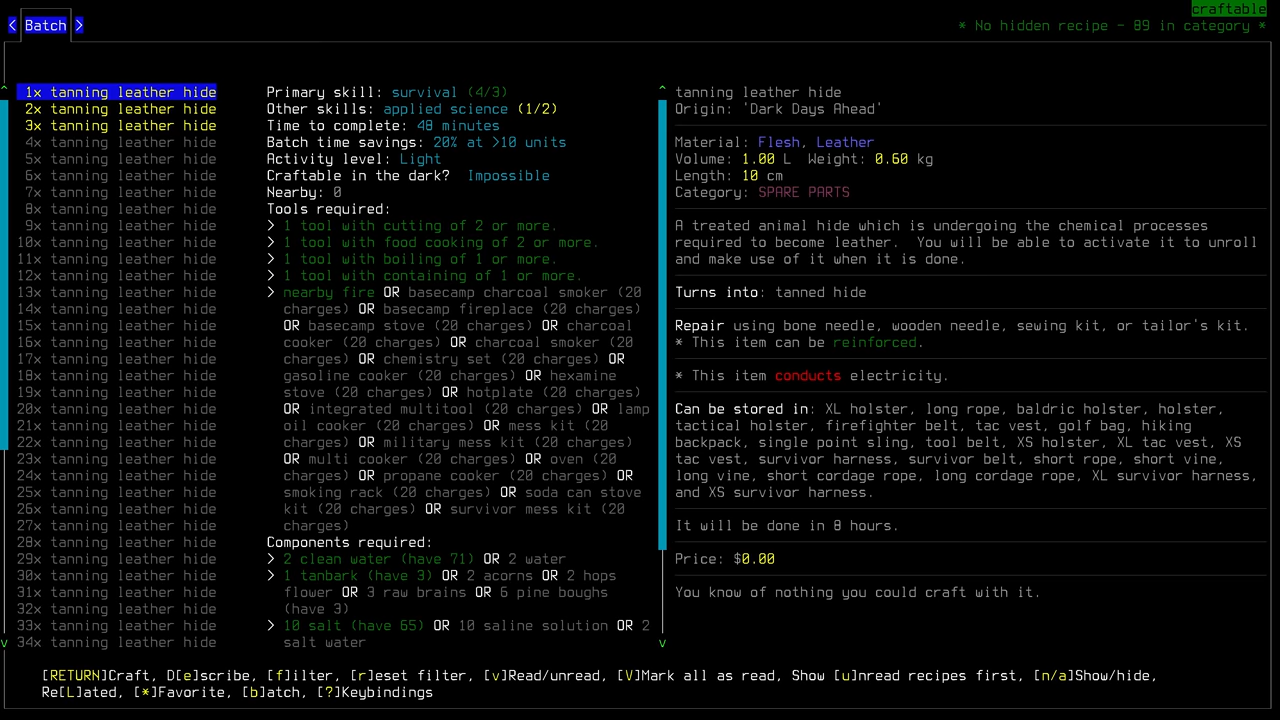 craftable
< Batch >
* No hidden recipe - 89 in category *
1x tanning leather hide
2x tanning leather hide
3x tanning leather hide
4x tanning leather hide
5x tanning leather hide
6x tanning leather hide
7x tanning leather hide
8x tanning leather hide
9x tanning leather hide
10x tanning leather hide
11x tanning leather hide
12x tanning leather hide
13x tanning leather hide
14x tanning leather hide
15x tanning leather hide
16x tanning leather hide
17x tanning leather hide
18x tanning leather hide
19x tanning leather hide
20x tanning leather hide
21x tanning leather hide
22x tanning leather hide
23x tanning leather hide
24x tanning leather hide
25x tanning leather hide
26x tanning leather hide
27x tanning leather hide
28x tanning leather hide
29x tanning leather hide
30x tanning leather hide
31x tanning leather hide
32x tanning leather hide
33x tanning leather hide
34x tanning leather hide
Primary skill: survival (4/3)
Other skills: applied science (1/2)
Time to complete: 48 minutes
Batch time savings: 20% at >10 units
Activity level: Light
Craftable in the dark?  Impossible
Nearby: 0
Tools required:
> 1 tool with cutting of 2 or more.
> 1 tool with food cooking of 2 or more.
> 1 tool with boiling of 1 or more.
> 1 tool with containing of 1 or more.
> nearby fire OR basecamp charcoal smoker (20
charges) OR basecamp fireplace (20 charges)
OR basecamp stove (20 charges) OR charcoal
cooker (20 charges) OR charcoal smoker (20
charges) OR chemistry set (20 charges) OR
gasoline cooker (20 charges) OR hexamine
stove (20 charges) OR hotplate (20 charges)
OR integrated multitool (20 charges) OR lamp
oil cooker (20 charges) OR mess kit (20
charges) OR military mess kit (20 charges)
OR multi cooker (20 charges) OR oven (20
charges) OR propane cooker (20 charges) OR
smoking rack (20 charges) OR soda can stove
kit (20 charges) OR survivor mess kit (20
charges)
Components required:
> 2 clean water (have 71) OR 2 water
> 1 tanbark (have 3) OR 2 acorns OR 2 hops
flower OR 3 raw brains OR 6 pine boughs
(have 3)
> 10 salt (have 65) OR 10 saline solution OR 2
salt water
tanning leather hide
Origin: 'Dark Days Ahead'
Material: Flesh, Leather
Volume: 1.00 L  Weight: 0.60 kg
Length: 10 cm
Category: SPARE PARTS
A treated animal hide which is undergoing the chemical processes
required to become leather.  You will be able to activate it to unroll
and make use of it when it is done.
Turns into: tanned hide
Repair using bone needle, wooden needle, sewing kit, or tailor's kit.
* This item can be reinforced.
* This item conducts electricity.
Can be stored in: XL holster, long rope, baldric holster, holster,
tactical holster, firefighter belt, tac vest, golf bag, hiking
backpack, single point sling, tool belt, XS holster, XL tac vest, XS
tac vest, survivor harness, survivor belt, short rope, short vine,
long vine, short cordage rope, long cordage rope, XL survivor harness,
and XS survivor harness.
It will be done in 8 hours.
Price: $0.00
You know of nothing you could craft with it.
[RETURN]Craft, D[e]scribe, [f]ilter, [r]eset filter, [v]Read/unread, [V]Mark all as read, Show [u]nread recipes first, [n/a]Show/hide,
Re[L]ated, [*]Favorite, [b]atch, [?]Keybindings